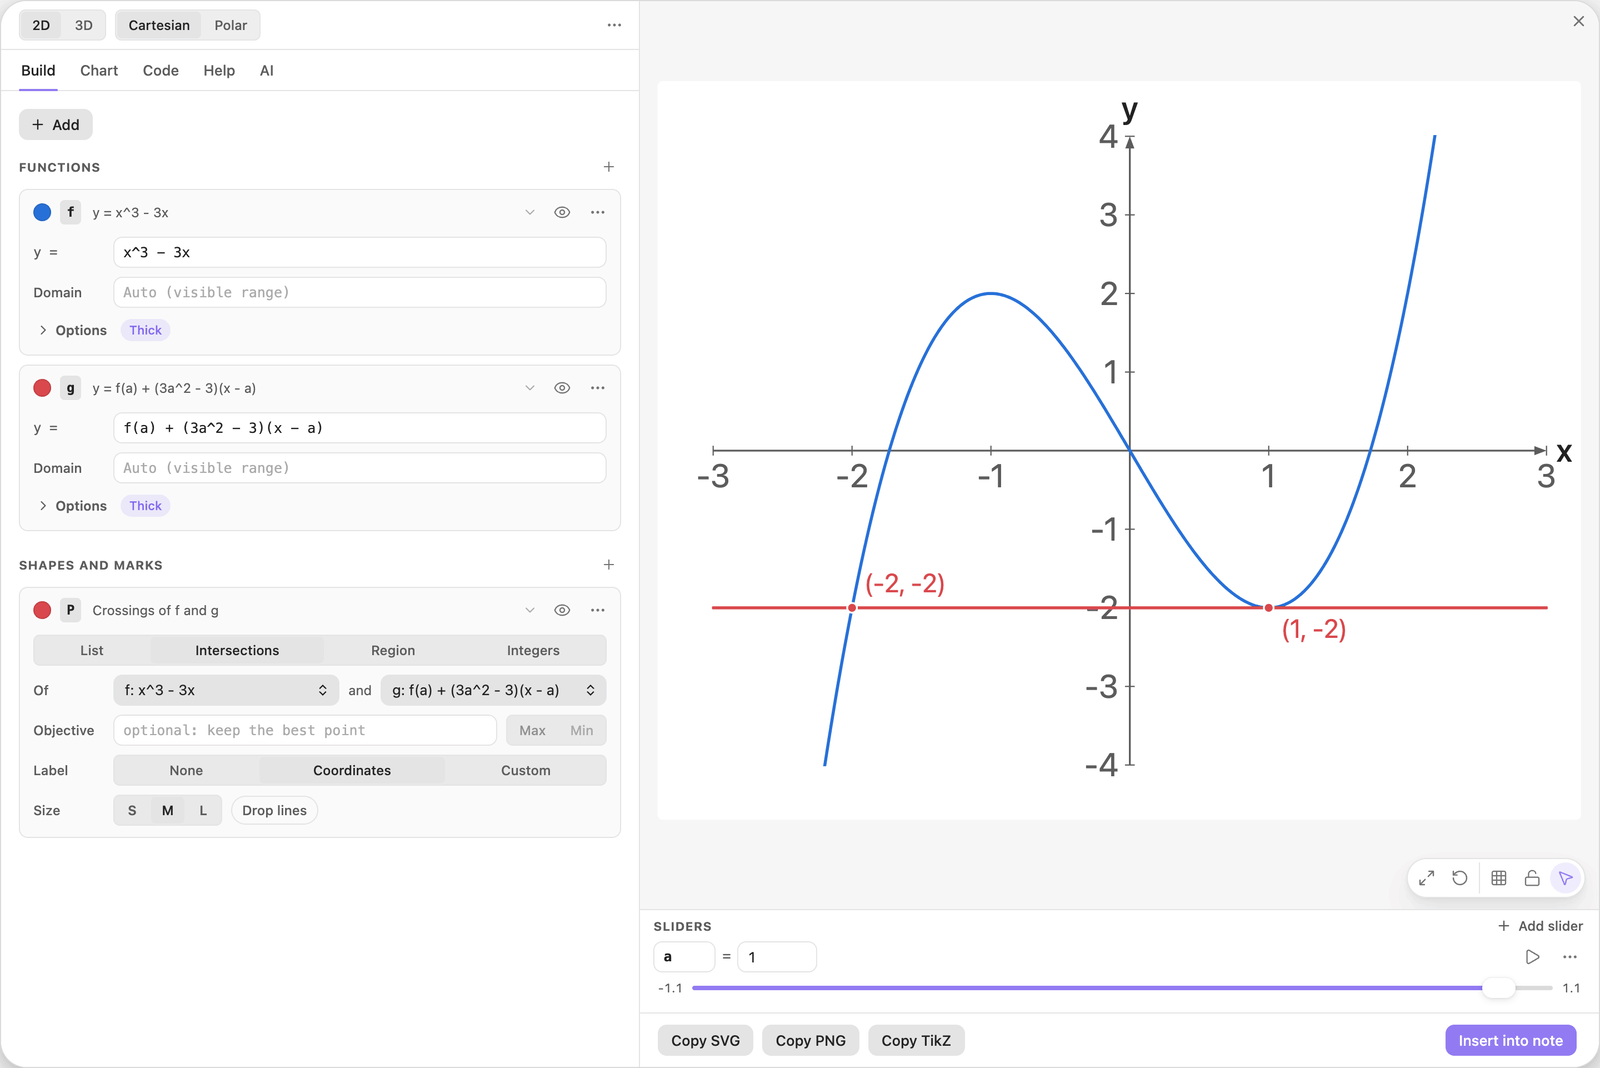 2D 3D Cartesian Polar
Build Chart Code Help AI
+ Add
FUNCTIONS
f y = x^3 - 3x
y = x^3 − 3x
Domain Auto (visible range)
Options Thick
g y = f(a) + (3a^2 - 3)(x - a)
y = f(a) + (3a^2 − 3)(x − a)
Domain Auto (visible range)
Options Thick
SHAPES AND MARKS
P Crossings of f and g
List Intersections Region Integers
Of f: x^3 - 3x and g: f(a) + (3a^2 - 3)(x - a)
Objective optional: keep the best point Max Min
Label None Coordinates Custom
Size S M L Drop lines
y
4
3
2
1
x
-3 -2 -1 1 2 3
-1
(-2, -2)
-2
(1, -2)
-3
-4
SLIDERS + Add slider
a = 1
-1.1 1.1
Copy SVG Copy PNG Copy TikZ Insert into note